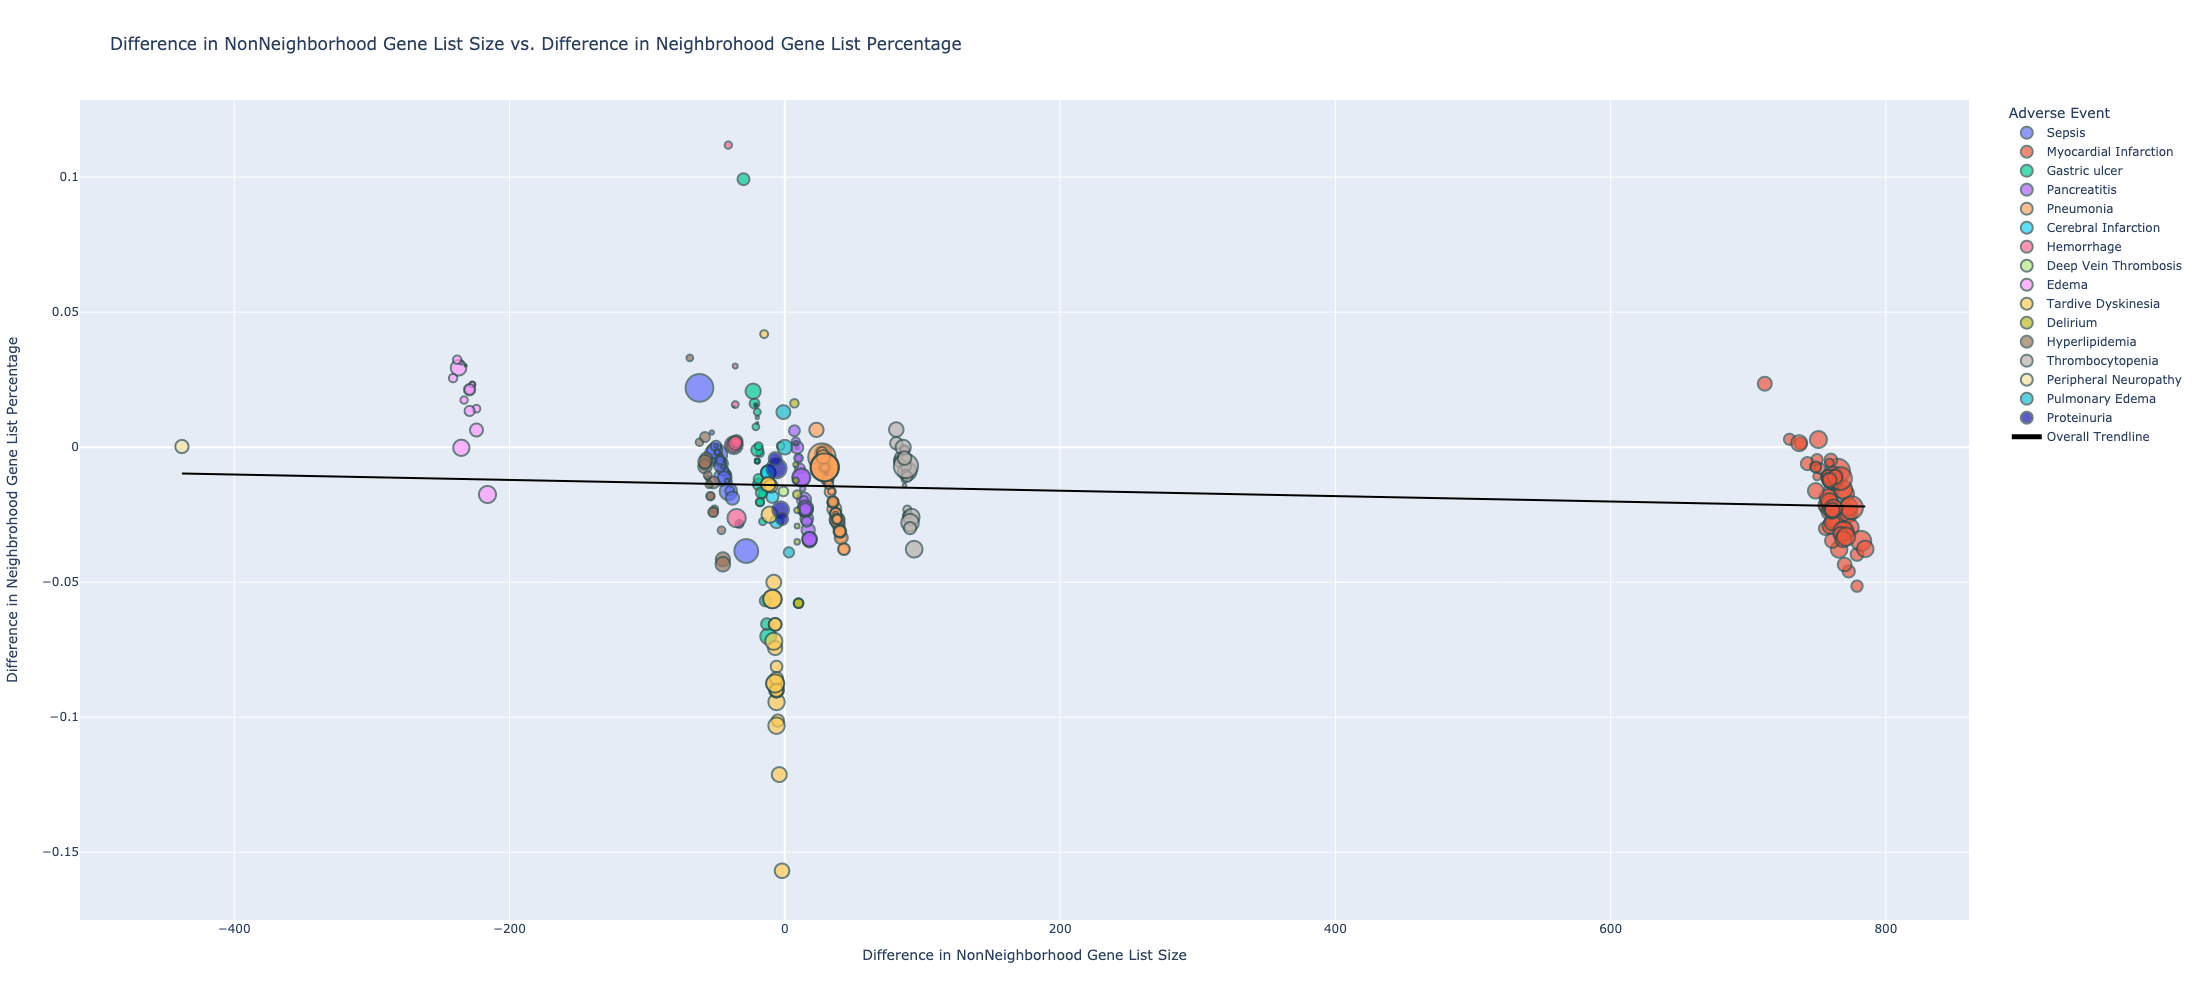 Difference in NonNeighborhood Gene List Size vs. Difference in Neighbrohood Gene List Percentage
Difference in Neighbrohood Gene List Percentage
0.1
0.05
0
−0.05
−0.1
−0.15
−400
−200
0
200
400
600
800
Difference in NonNeighborhood Gene List Size
Adverse Event
Sepsis
Myocardial Infarction
Gastric ulcer
Pancreatitis
Pneumonia
Cerebral Infarction
Hemorrhage
Deep Vein Thrombosis
Edema
Tardive Dyskinesia
Delirium
Hyperlipidemia
Thrombocytopenia
Peripheral Neuropathy
Pulmonary Edema
Proteinuria
Overall Trendline